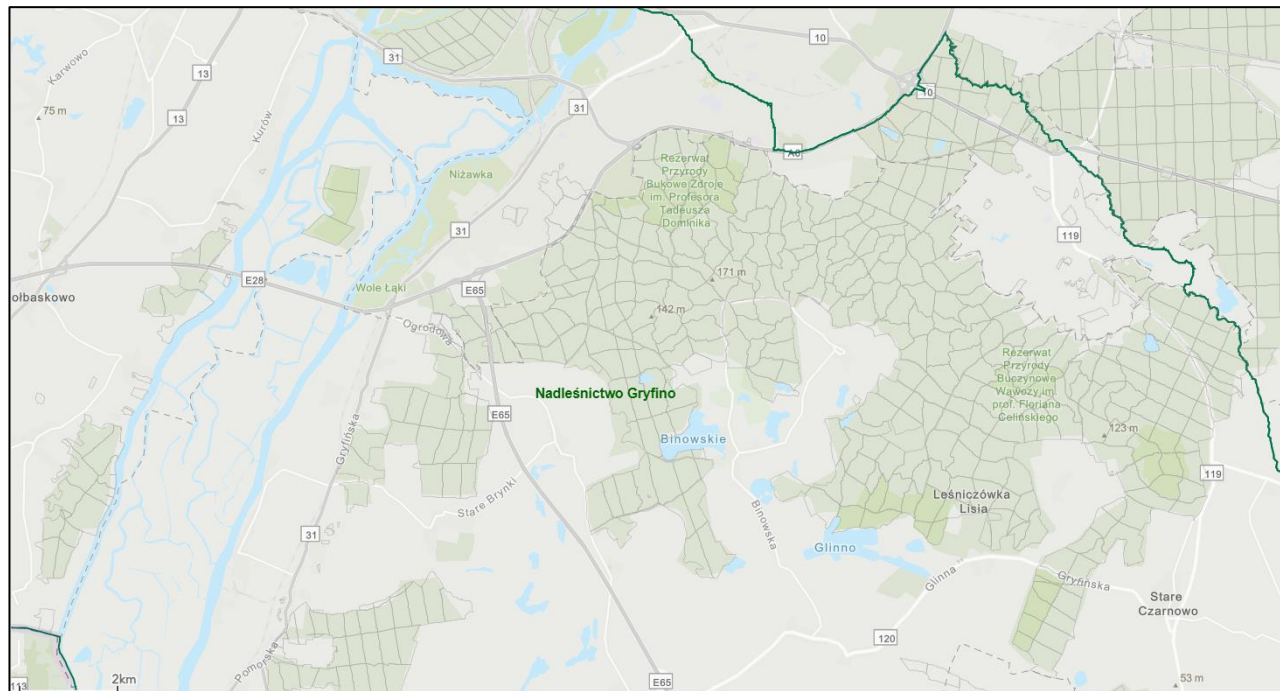 10
31
13
Karwowo
75 m
13
Kurów
31
10
A6
Rezerwat
Przyrody
Bukowe Zdroje
im. Profesora
Tadeusza
Dominika
Niżawka
31
119
171 m
E28
ołbaskowo
E65
Wole Łąki
142 m
Ogrodowa
Rezerwat
Przyrody
Buczynowe
Wąwozy im.
prof. Floriana
Celińskiego
Nadleśnictwo Gryfino
E65
Binowskie
123 m
Gryfińska
119
Stare Brynki
Leśniczówka
Lisia
Binowska
31
Glinno
Glinna
Gryfińska
Stare
Czarnowo
120
Pomorska
113
2km
E65
53 m